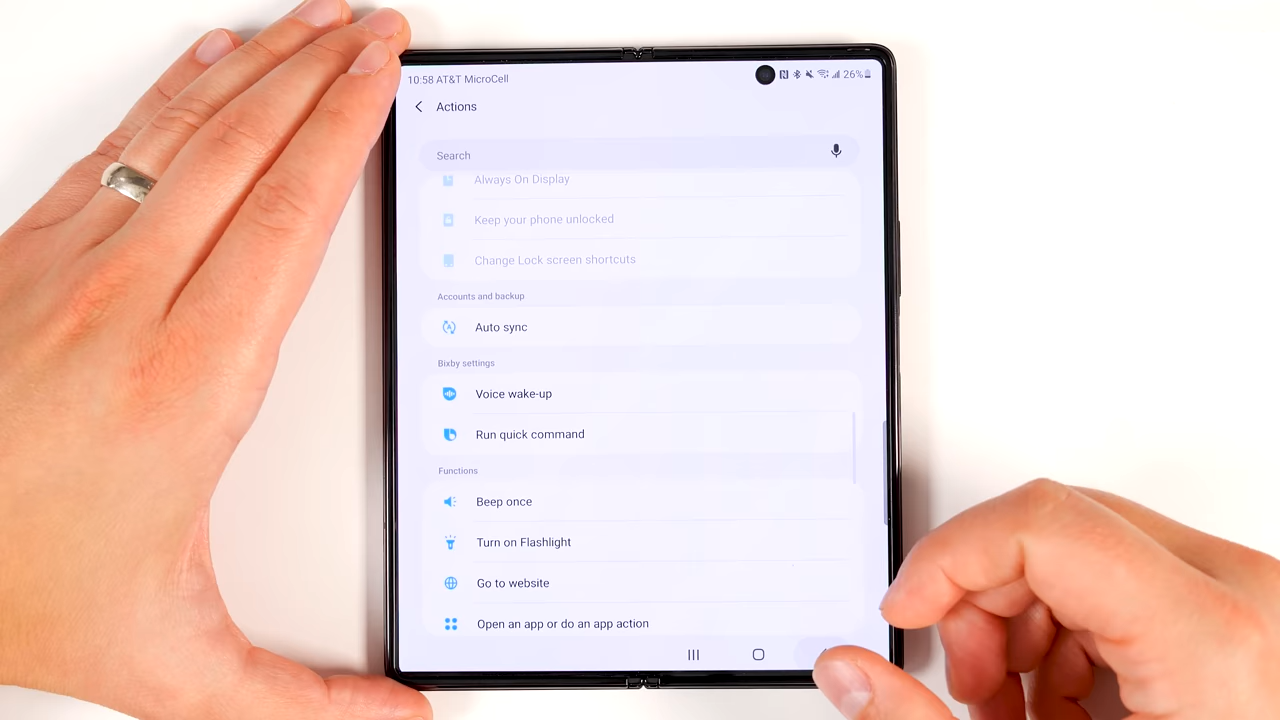 10:58 AT&T MicroCell 26%
Actions
Search
Always On Display
Keep your phone unlocked
Change Lock screen shortcuts
Accounts and backup
Auto sync
Bixby settings
Voice wake-up
Run quick command
Functions
Beep once
Turn on Flashlight
Go to website
Open an app or do an app action